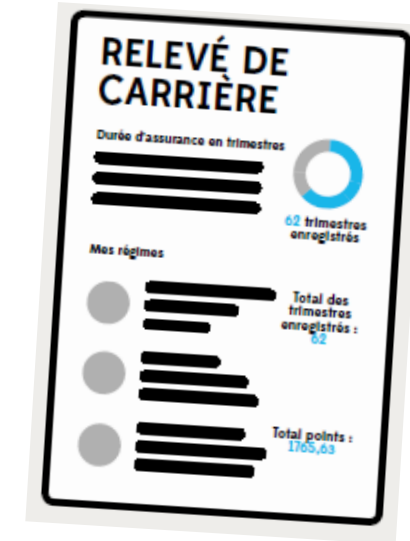 RELEVÉ DE
CARRIÈRE
Durée d'assurance en trimestres
62 trimestres
enregistrés
Mes régimes
Total des
trimestres
enregistrés :
62
Total points :
1765,63